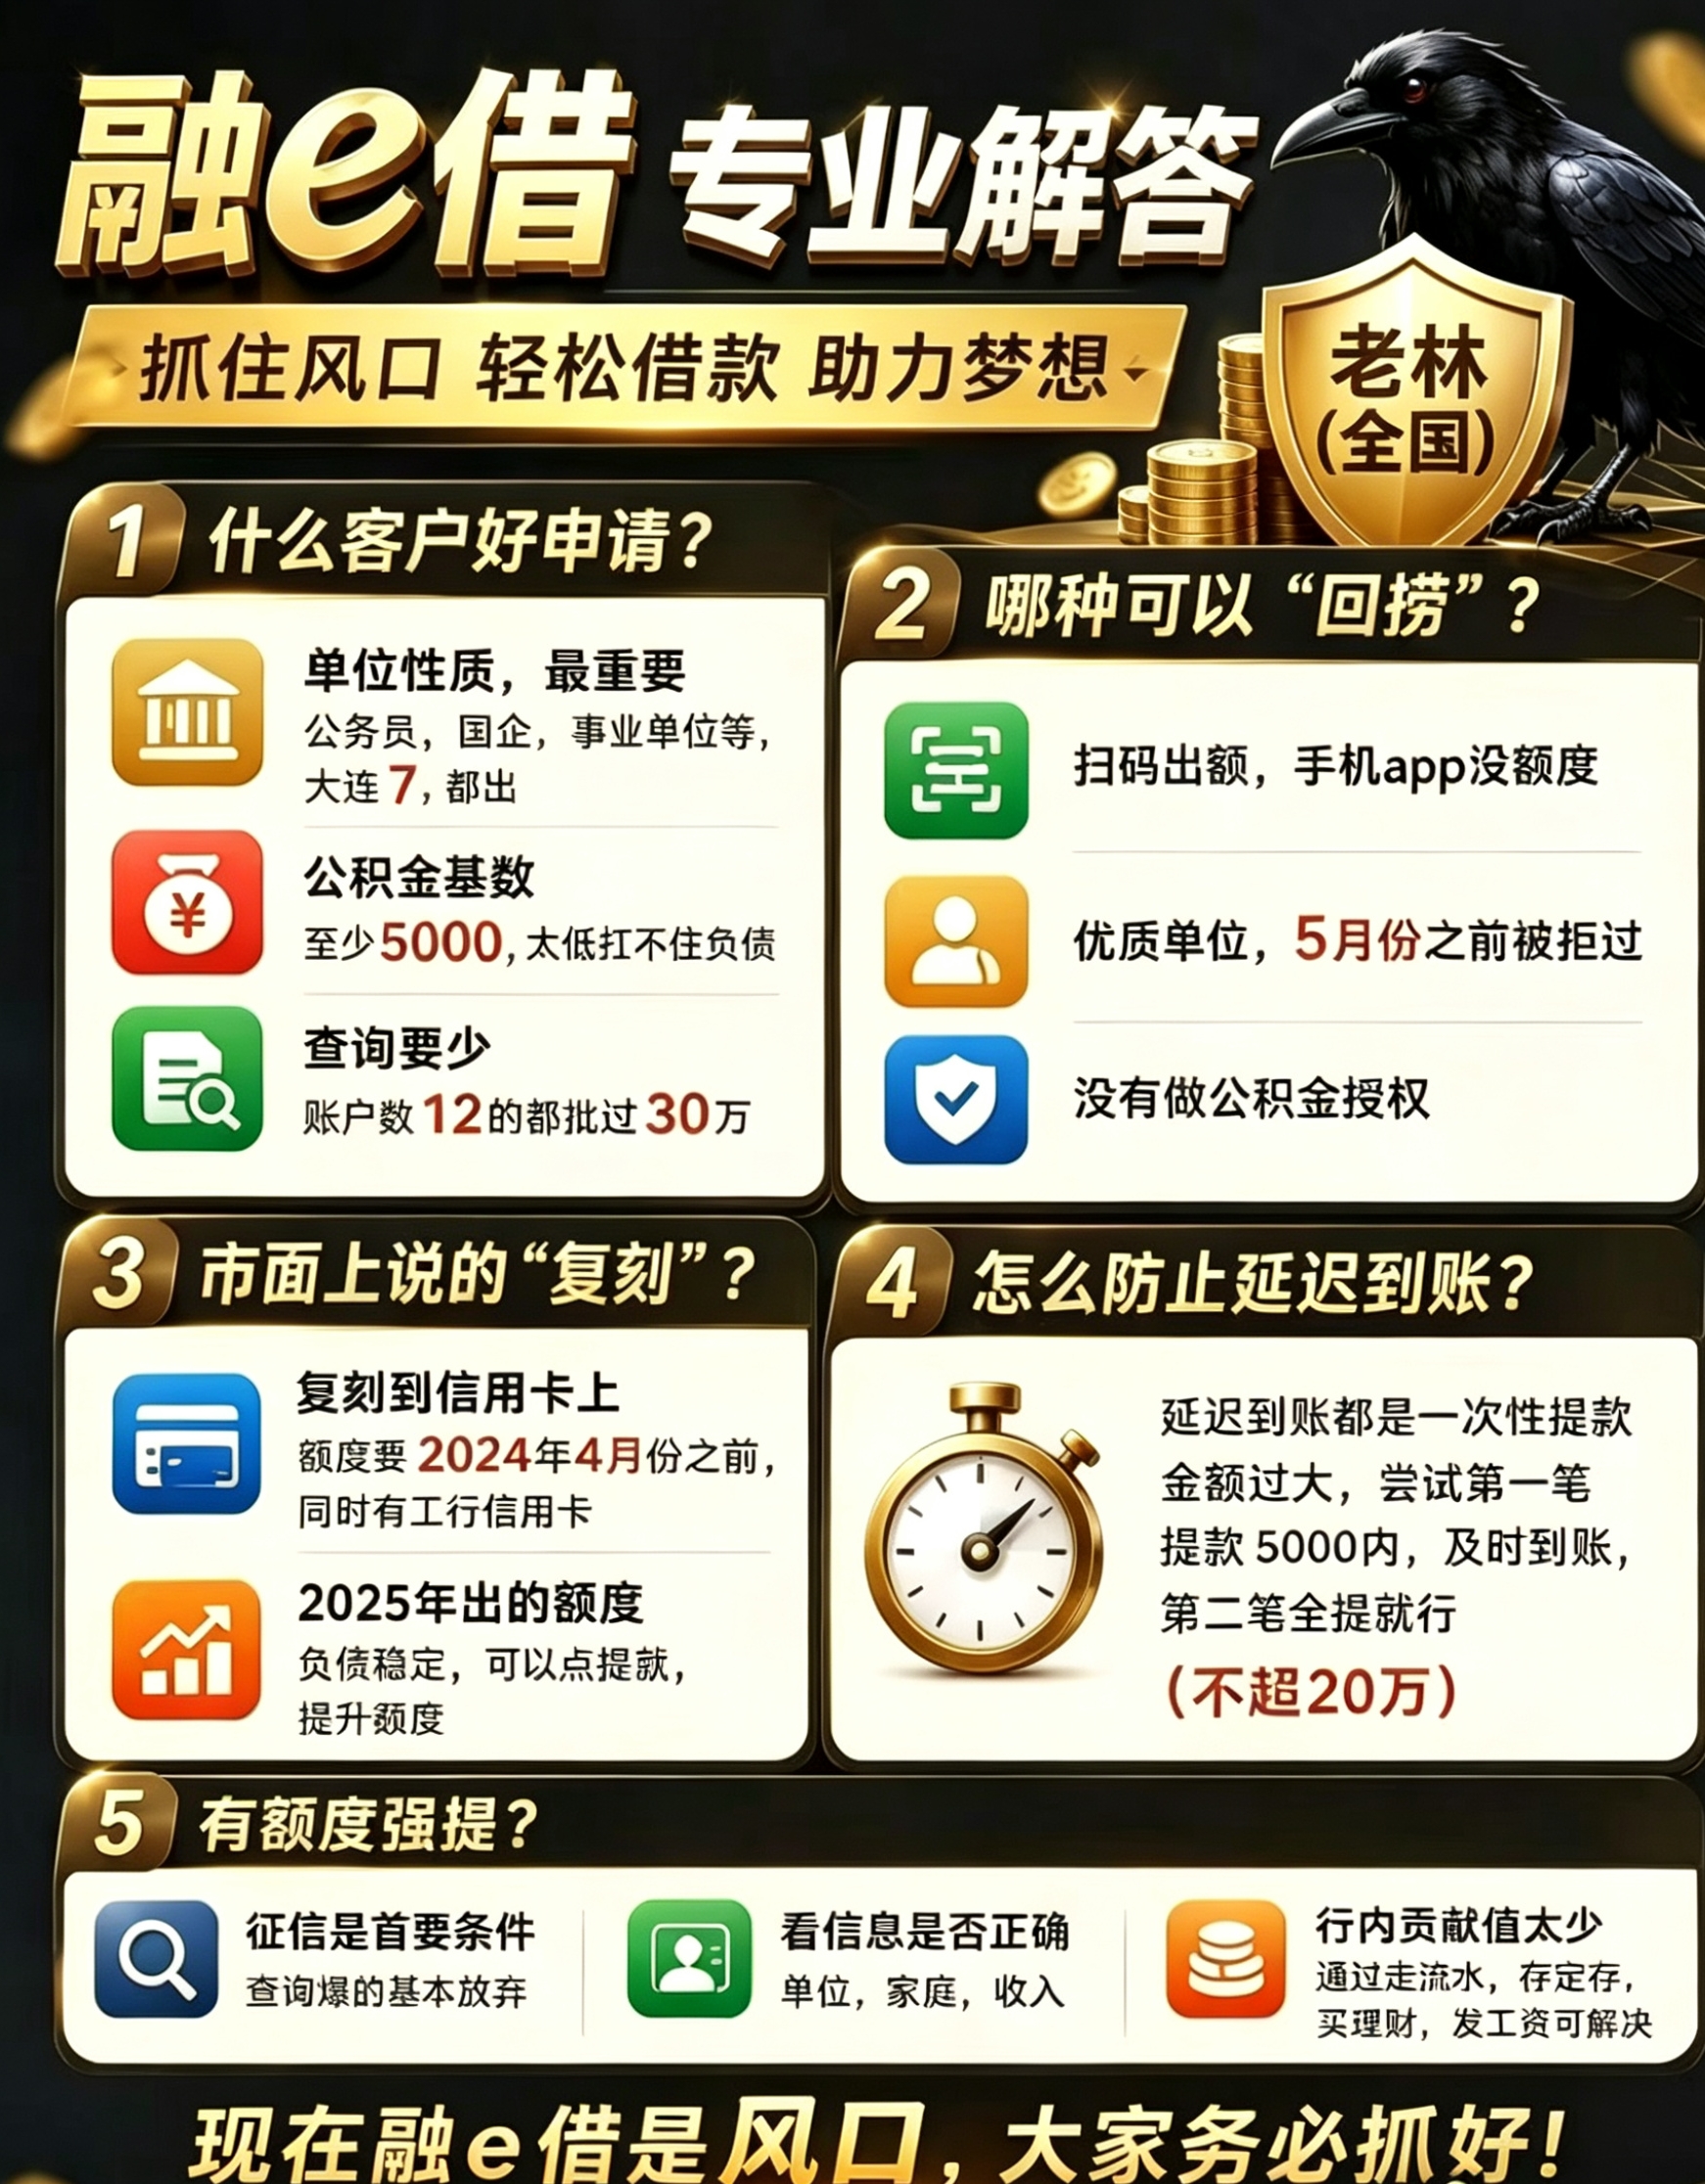 融e借 专业解答
抓住风口 轻松借款 助力梦想
老林
(全国)
1 什么客户好申请？
单位性质，最重要
公务员，国企，事业单位等，
大连 7，都出
公积金基数
至少5000，太低扛不住负债
查询要少
账户数 12的都批过 30万
2 哪种可以“回捞”？
扫码出额，手机app没额度
优质单位，5月份之前被拒过
没有做公积金授权
3 市面上说的“复刻”？
复刻到信用卡上
额度要 2024年4月份之前，
同时有工行信用卡
2025年出的额度
负债稳定，可以点提款，
提升额度
4 怎么防止延迟到账？
延迟到账都是一次性提款
金额过大，尝试第一笔
提款 5000内，及时到账，
第二笔全提就行
（不超20万）
5 有额度强提？
征信是首要条件
查询爆的基本放弃
看信息是否正确
单位，家庭，收入
行内贡献值太少
通过走流水，存定存，
买理财，发工资可解决
现在融e借是风口，大家务必抓好！